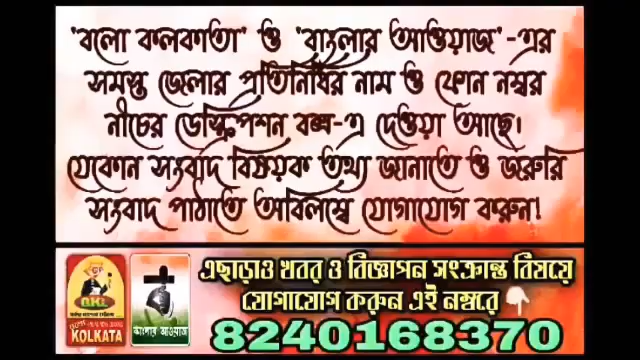 "বলো কলকাতা" ও "বাংলার আওয়াজ"-এর
সমস্ত জেলার প্রতিনিধির নাম ও ফোন নম্বর
নীচের ডেস্ক্রিপশন বক্স-এ দেওয়া আছে।
যেকোন সংবাদ বিষয়ক তথ্য জানাতে ও জরুরি
সংবাদ পাঠাতে অবিলম্বে যোগাযোগ করুন!
এছাড়াও খবর ও বিজ্ঞাপন সংক্রান্ত বিষয়ে
যোগাযোগ করুন এই নম্বরে
8240168370
KOLKATA
বাংলার আওয়াজ